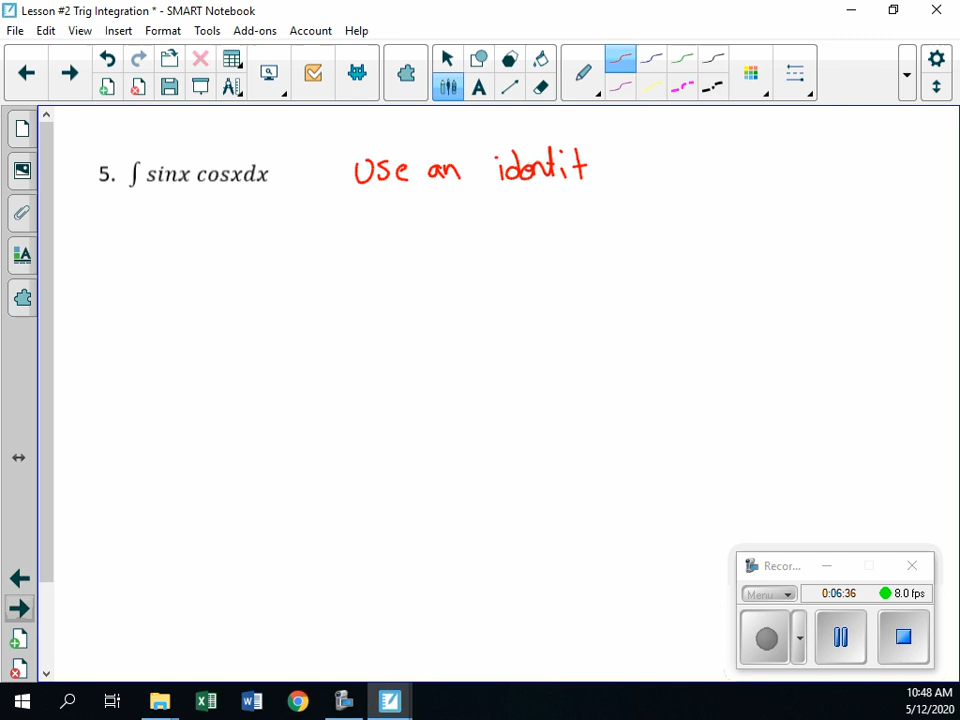 Lesson #2 Trig Integration * - SMART Notebook
File Edit View Insert Format Tools Add-ons Account Help
5. ∫ sinx cosxdx Use an identit
Recor...
Menu 0:06:36 8.0 fps
10:48 AM
5/12/2020